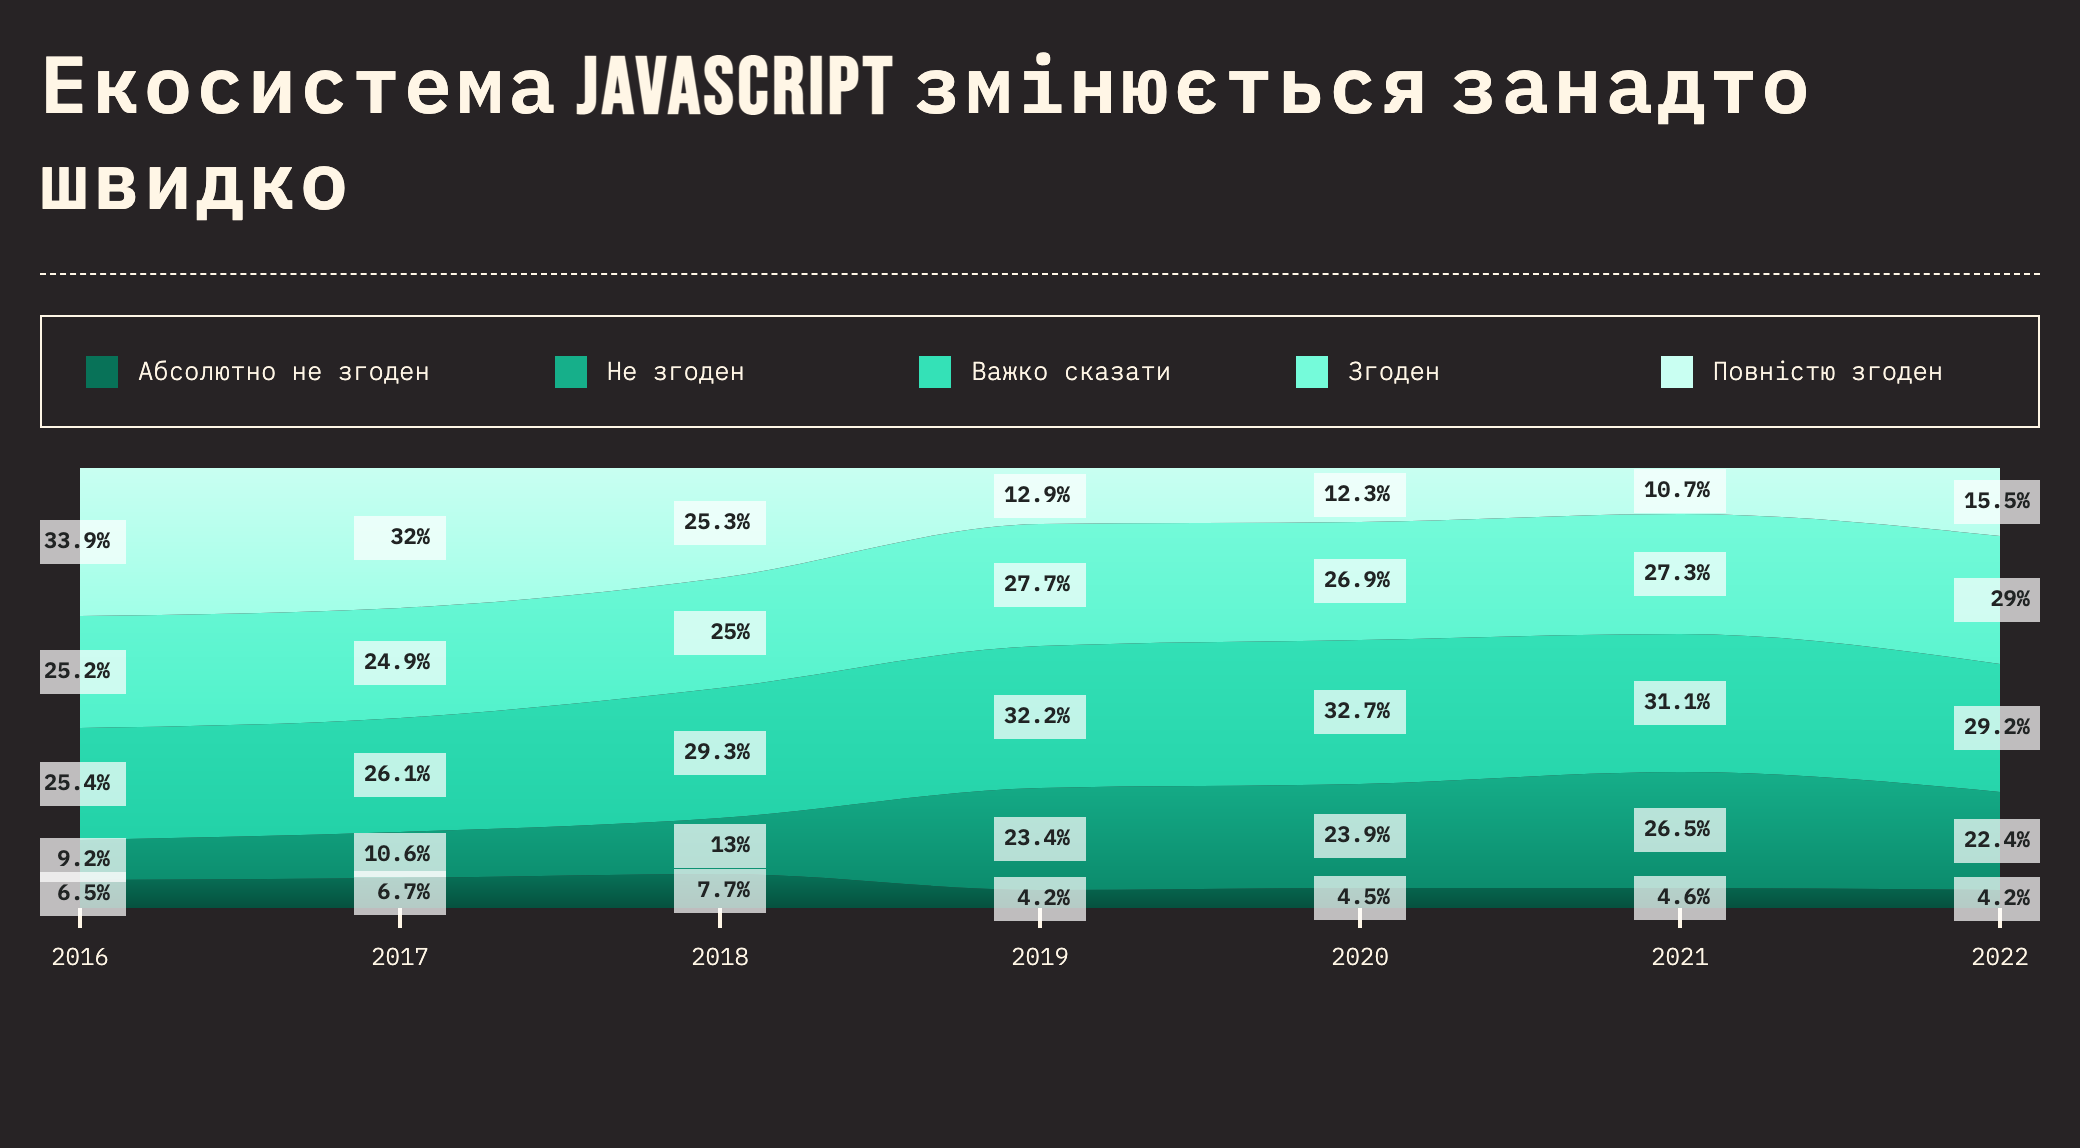 Екосистема JAVASCRIPT змінюється занадто
швидко
Абсолютно не згоден Не згоден Важко сказати Згоден Повністю згоден
33.9% 32% 25.3% 12.9% 12.3% 10.7% 15.5%
25.2% 24.9% 25% 27.7% 26.9% 27.3% 29%
25.4% 26.1% 29.3% 32.2% 32.7% 31.1% 29.2%
9.2% 10.6% 13% 23.4% 23.9% 26.5% 22.4%
6.5% 6.7% 7.7% 4.2% 4.5% 4.6% 4.2%
2016 2017 2018 2019 2020 2021 2022